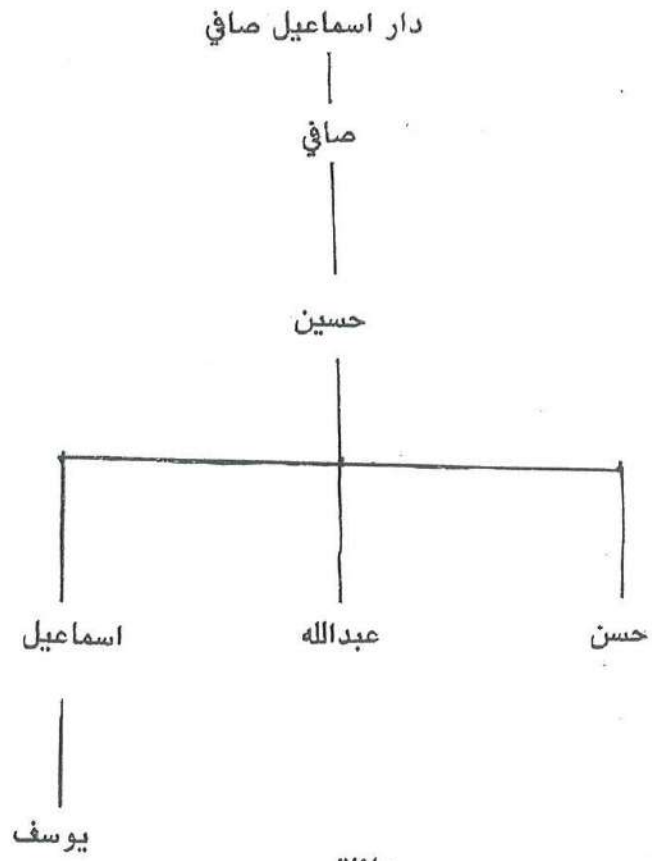 دار اسماعيل صافي
صافي
حسين
حسن عبدالله اسماعيل
يوسف